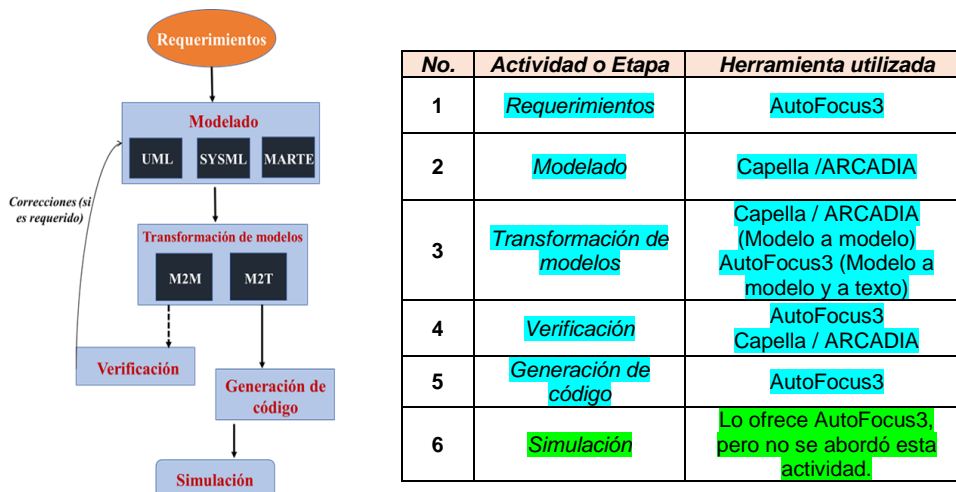 Requerimientos
Modelado
UML SYSML MARTE
Correcciones (si
es requerido)
Transformación de modelos
M2M M2T
Verificación
Generación de
código
Simulación
No. Actividad o Etapa Herramienta utilizada
1 Requerimientos AutoFocus3
2 Modelado Capella /ARCADIA
3 Transformación de
modelos
Capella / ARCADIA
(Modelo a modelo)
AutoFocus3 (Modelo a
modelo y a texto)
4 Verificación
AutoFocus3
Capella / ARCADIA
5 Generación de
código
AutoFocus3
6 Simulación
Lo ofrece AutoFocus3,
pero no se abordó esta
actividad.